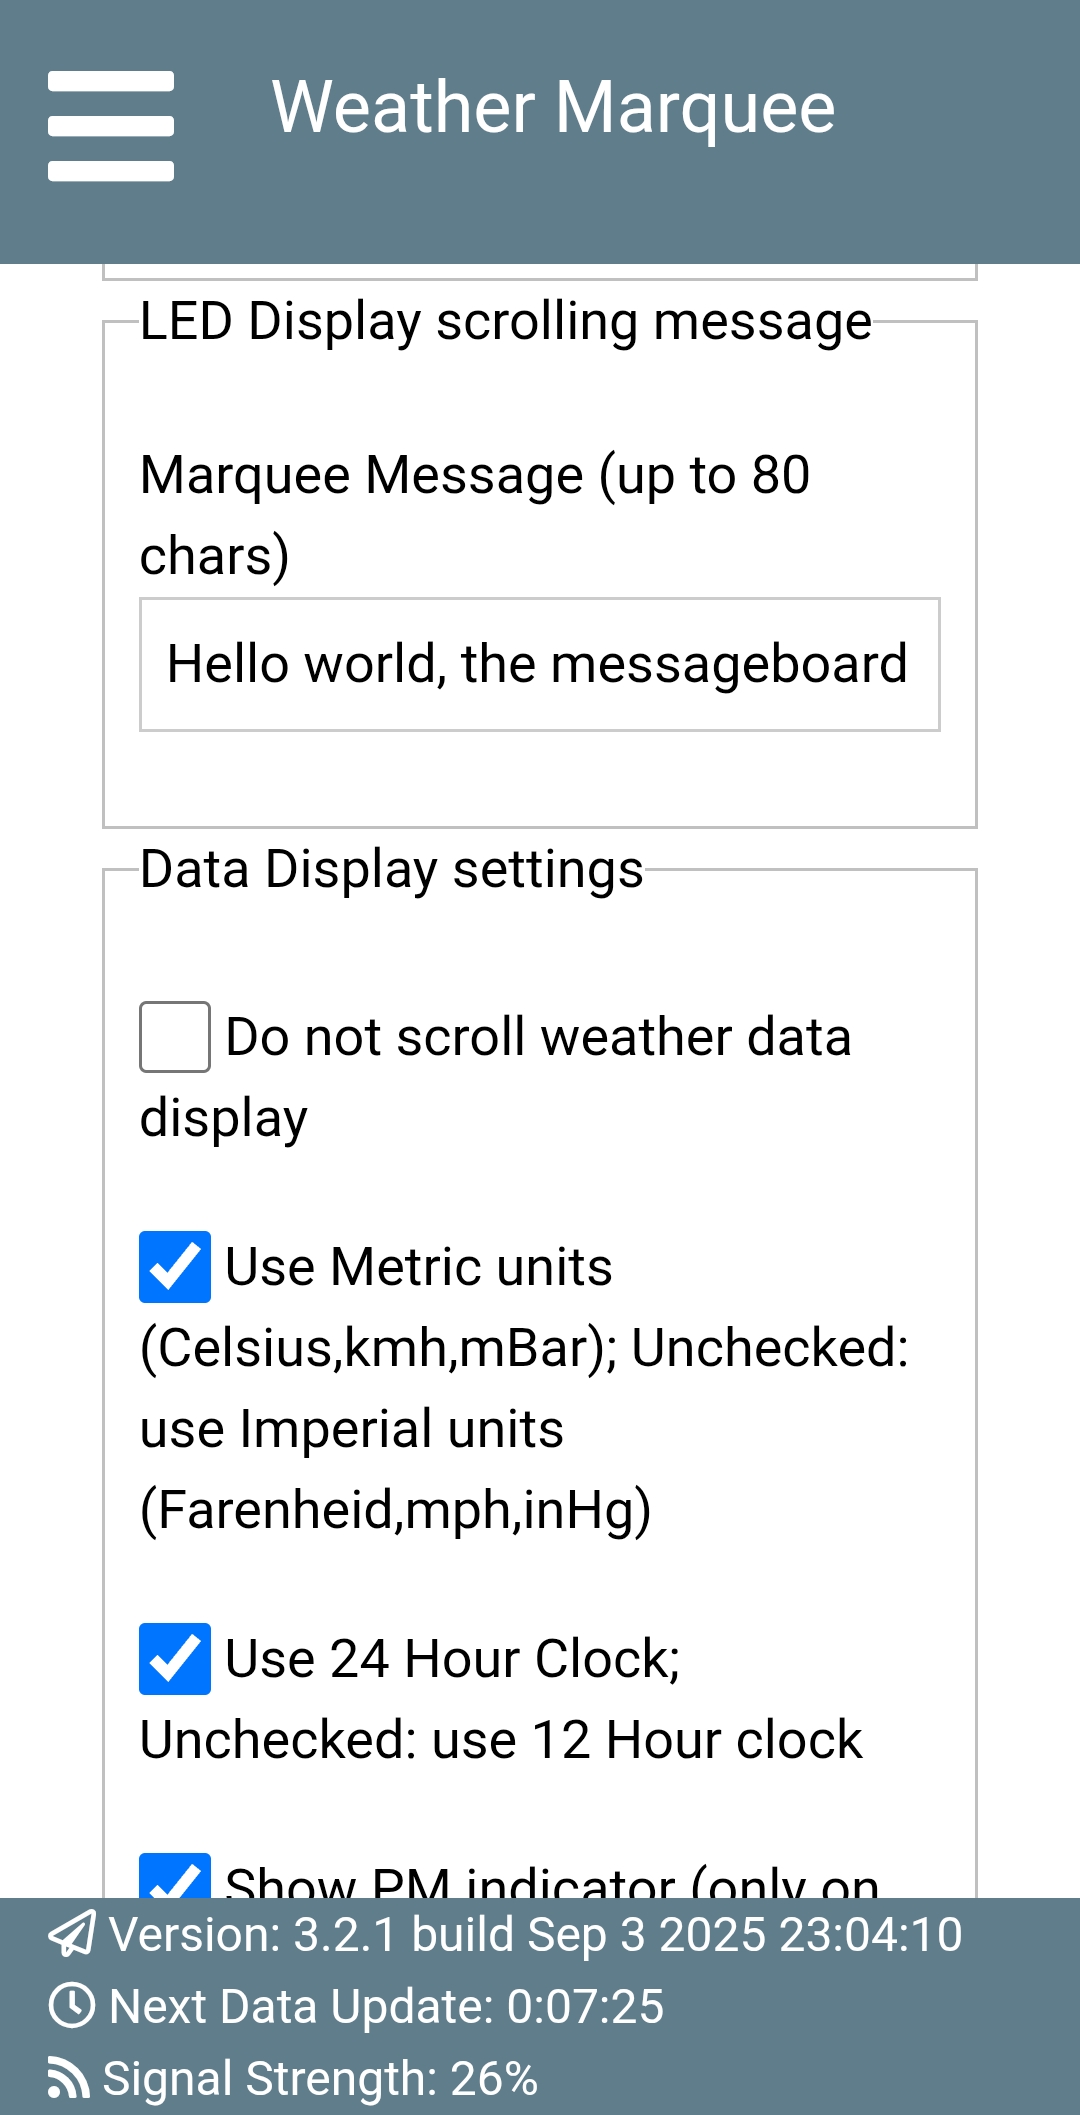 Weather Marquee
LED Display scrolling message
Marquee Message (up to 80
chars)
Hello world, the messageboard
Data Display settings
Do not scroll weather data
display
Use Metric units
(Celsius,kmh,mBar); Unchecked:
use Imperial units
(Farenheid,mph,inHg)
Use 24 Hour Clock;
Unchecked: use 12 Hour clock
Show PM indicator (only on
Version: 3.2.1 build Sep 3 2025 23:04:10
Next Data Update: 0:07:25
Signal Strength: 26%